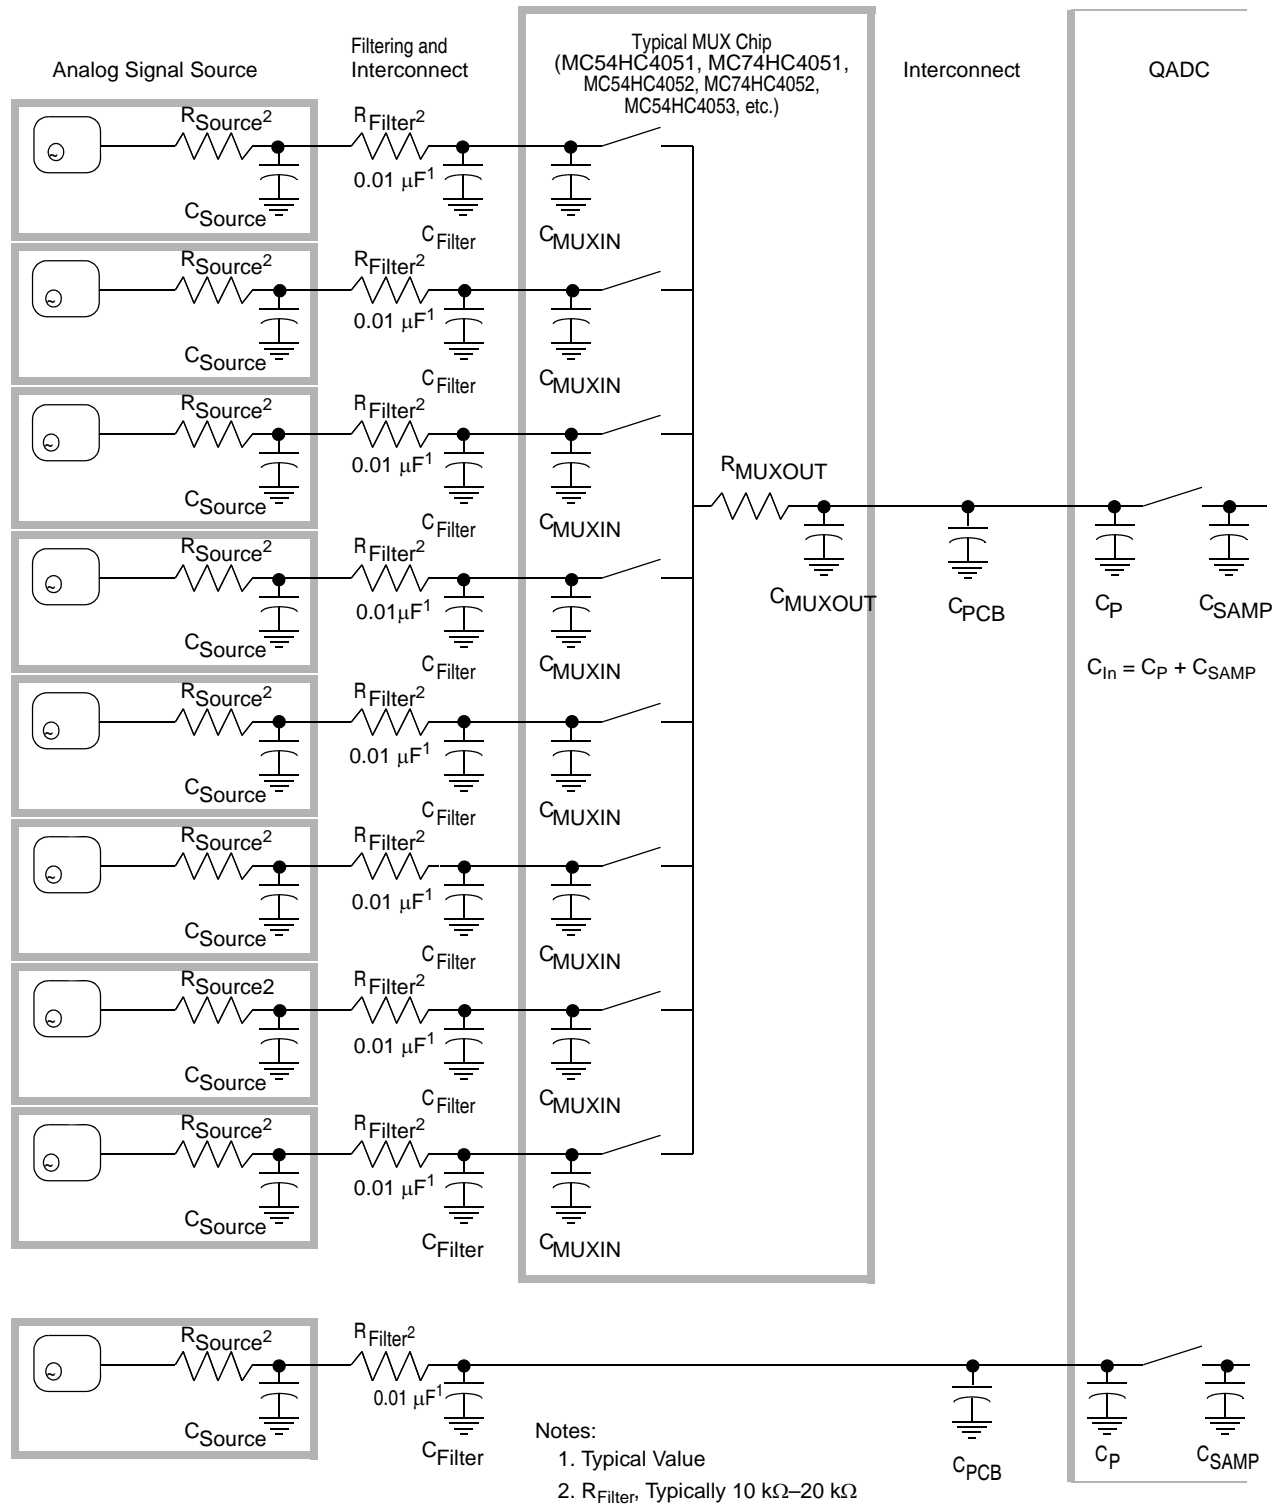 Analog Signal Source
Filtering and
Interconnect
Typical MUX Chip
(MC54HC4051, MC74HC4051,
MC54HC4052, MC74HC4052,
MC54HC4053, etc.)
Interconnect
QADC
RSource2
RFilter2
0.01 μF1
CSource
CFilter
CMUXIN
RSource2
RFilter2
0.01 μF1
CSource
CFilter
CMUXIN
RSource2
RFilter2
0.01 μF1
CSource
CFilter
CMUXIN
RMUXOUT
RSource2
RFilter2
0.01μF1
CSource
CFilter
CMUXIN
CMUXOUT
CPCB
CP
CSAMP
CIn = CP + CSAMP
RSource2
RFilter2
0.01 μF1
CSource
CFilter
CMUXIN
RSource2
RFilter2
0.01 μF1
CSource
CFilter
CMUXIN
RSource2
RFilter2
0.01 μF1
CSource
CFilter
CMUXIN
RSource2
RFilter2
0.01 μF1
CSource
CFilter
CMUXIN
RSource2
RFilter2
0.01 μF1
CSource
CFilter
CPCB
CP
CSAMP
Notes:
1. Typical Value
2. RFilter, Typically 10 kΩ–20 kΩ